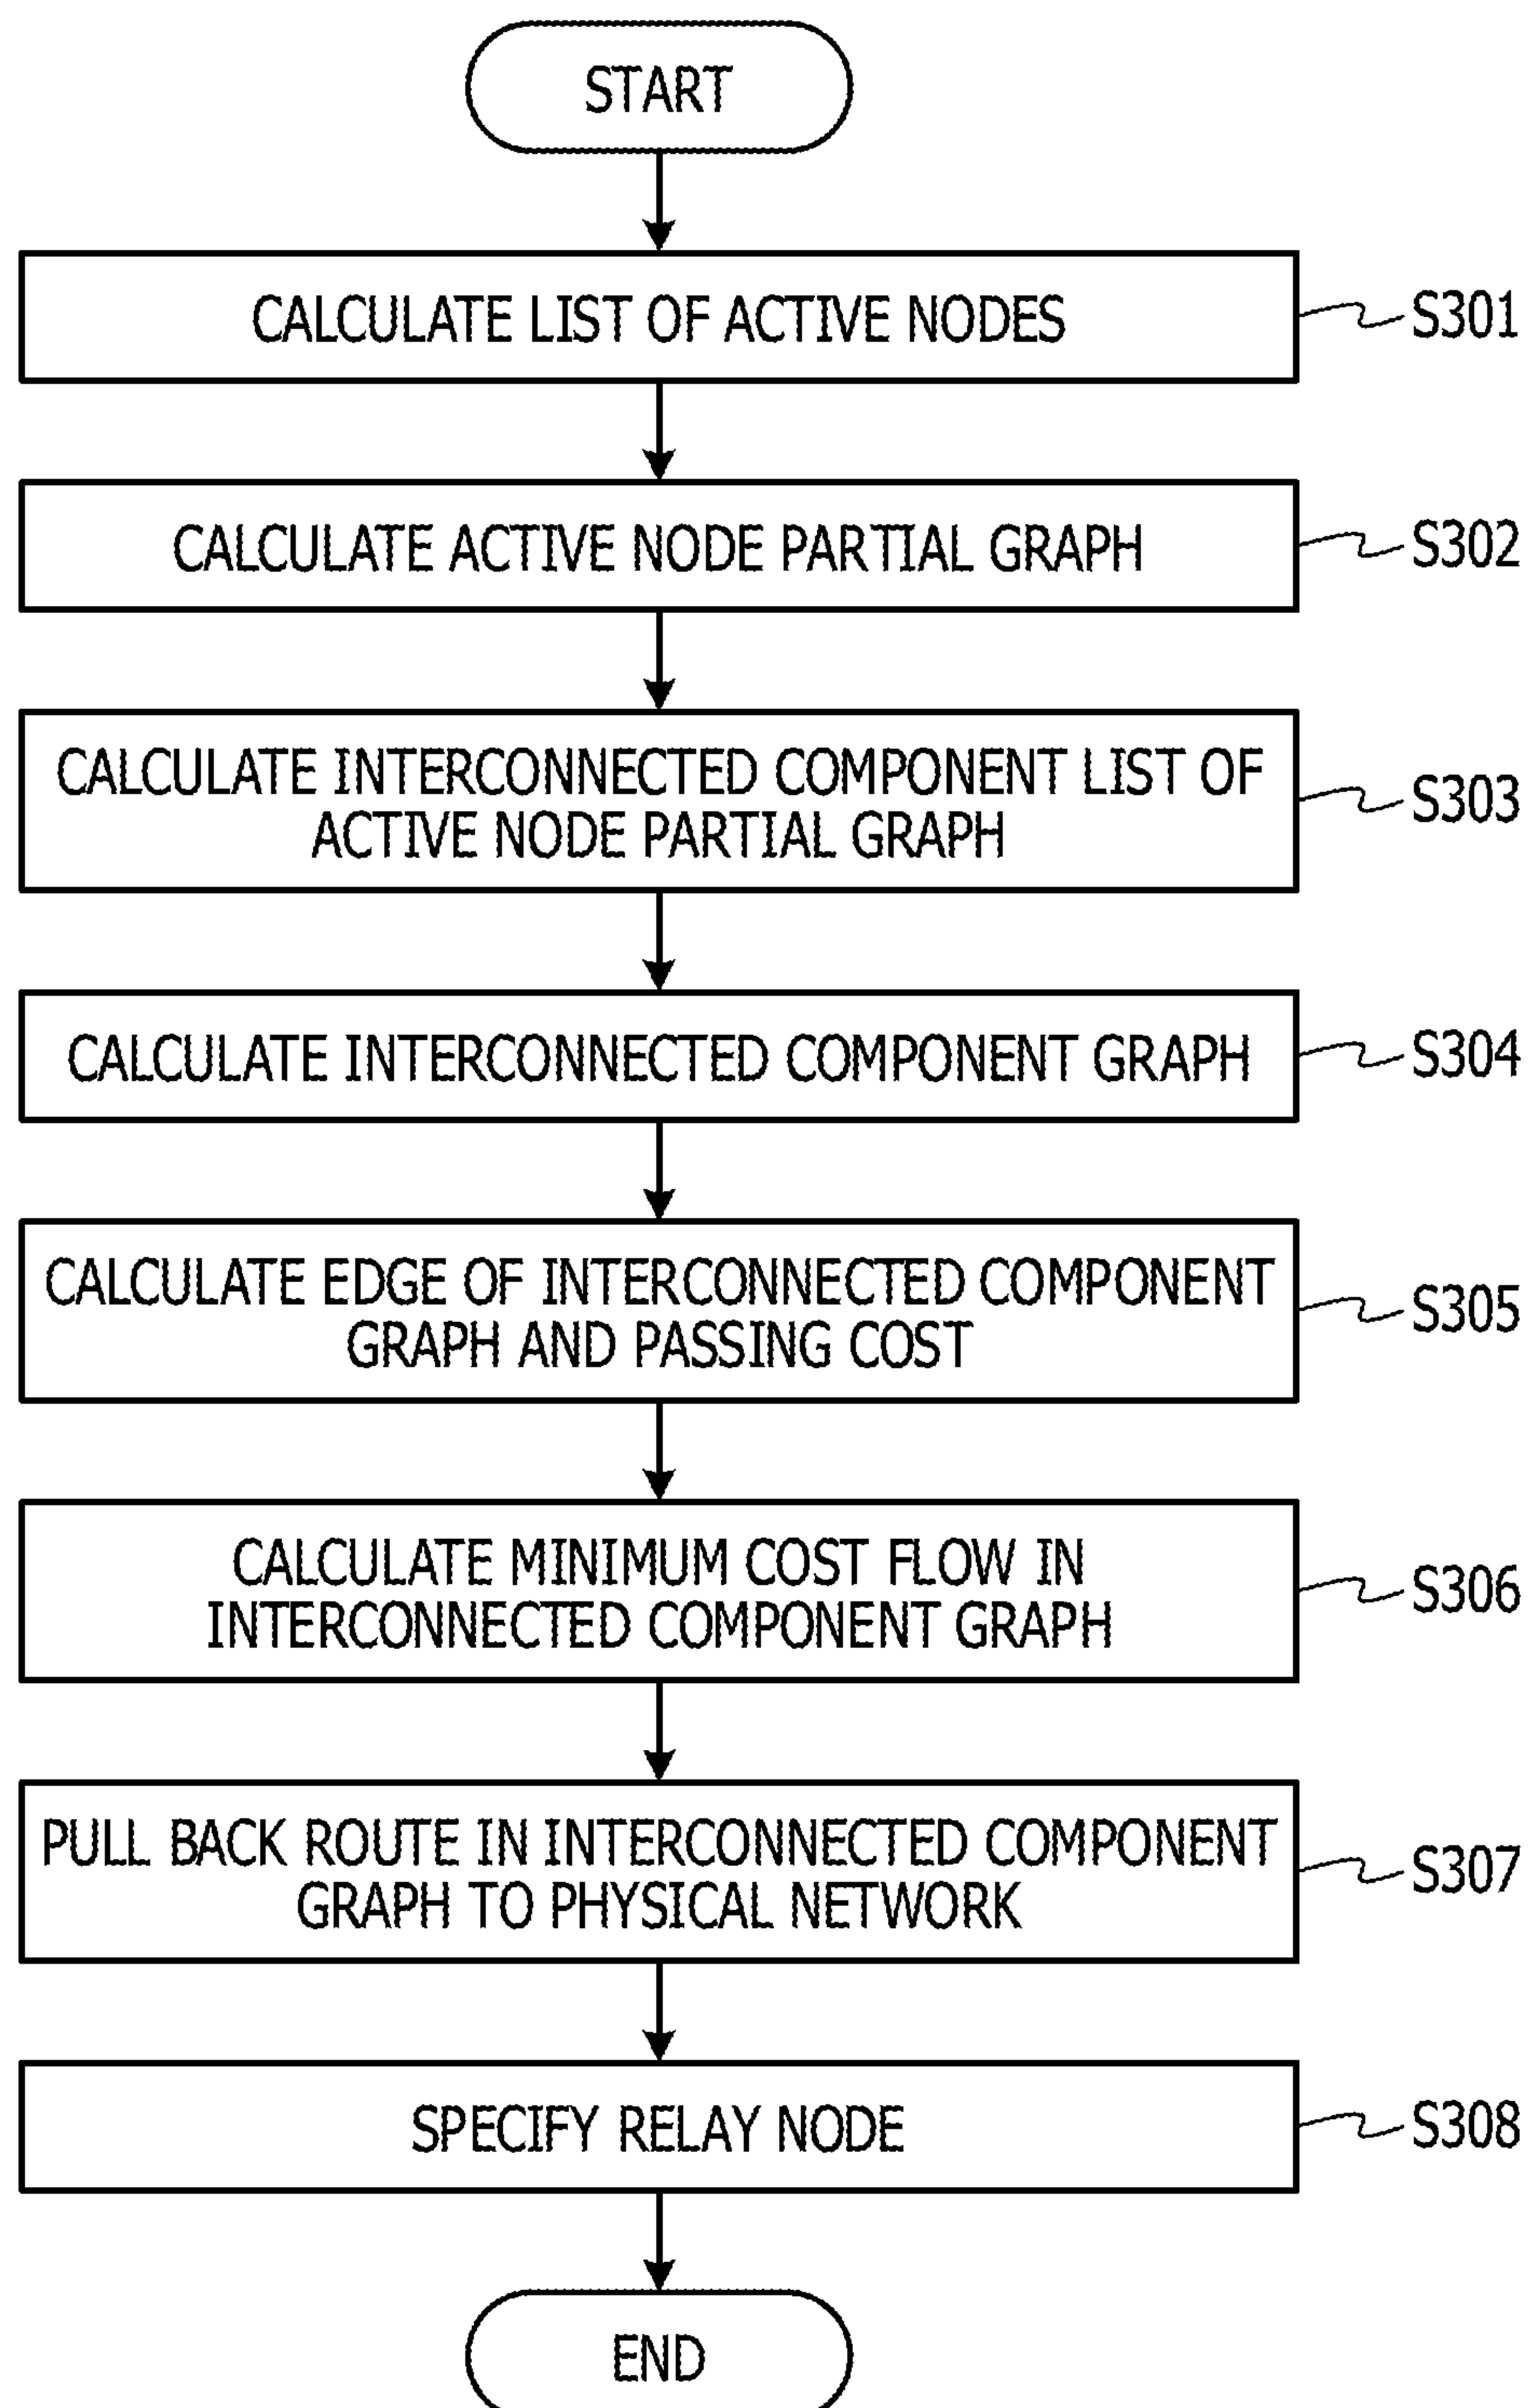 START
CALCULATE LIST OF ACTIVE NODES
S301
CALCULATE ACTIVE NODE PARTIAL GRAPH
S302
CALCULATE INTERCONNECTED COMPONENT LIST OF
ACTIVE NODE PARTIAL GRAPH
S303
CALCULATE INTERCONNECTED COMPONENT GRAPH
S304
CALCULATE EDGE OF INTERCONNECTED COMPONENT
GRAPH AND PASSING COST
S305
CALCULATE MINIMUM COST FLOW IN
INTERCONNECTED COMPONENT GRAPH
S306
PULL BACK ROUTE IN INTERCONNECTED COMPONENT
GRAPH TO PHYSICAL NETWORK
S307
SPECIFY RELAY NODE
S308
END